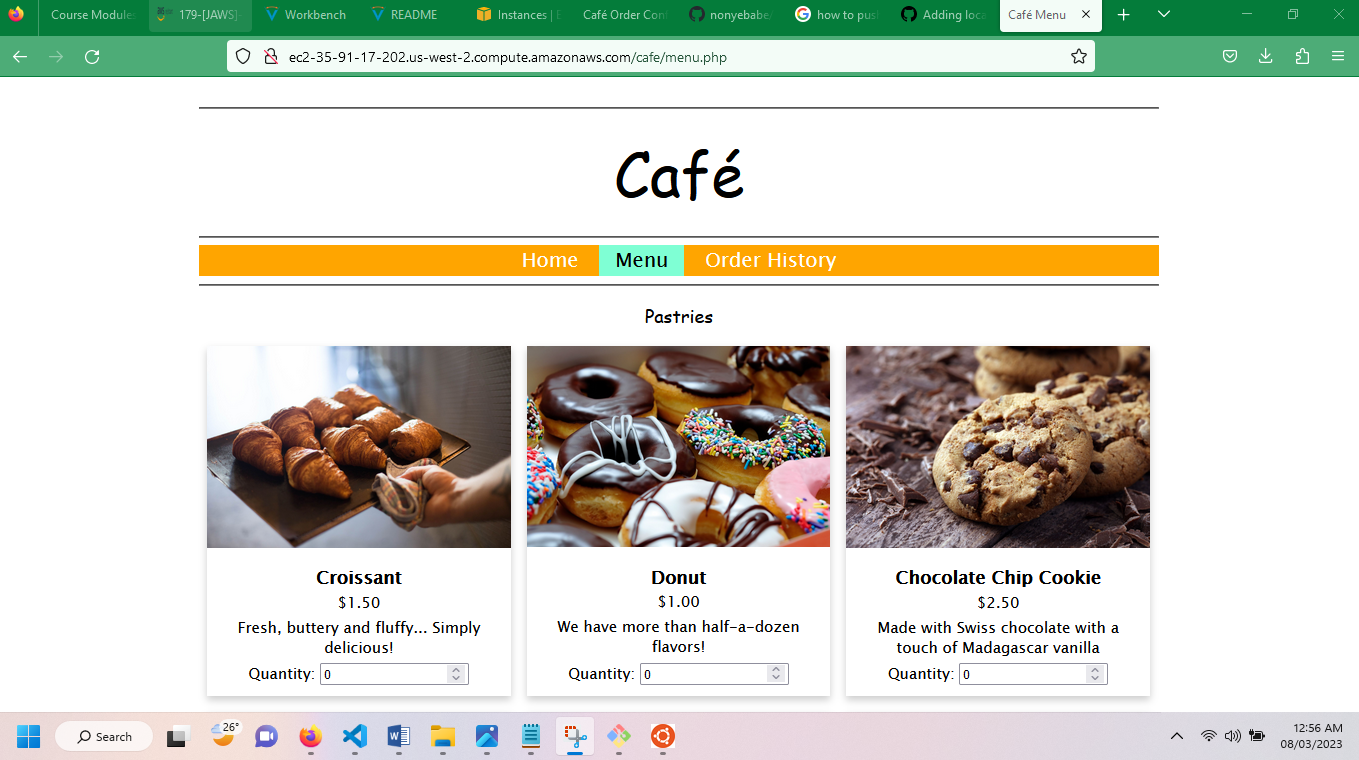 Course Modules
179-[JAWS]-
Workbench
README
Instances | E
Café Order Con
nonyebabe/
how to pus
Adding loca
Café Menu
ec2-35-91-17-202.us-west-2.compute.amazonaws.com/cafe/menu.php
Café
Home Menu Order History
Pastries
Croissant
$1.50
Fresh, buttery and fluffy... Simply
delicious!
Quantity: 0
Donut
$1.00
We have more than half-a-dozen
flavors!
Quantity: 0
Chocolate Chip Cookie
$2.50
Made with Swiss chocolate with a
touch of Madagascar vanilla
Quantity: 0
Search
26°
12:56 AM
08/03/2023